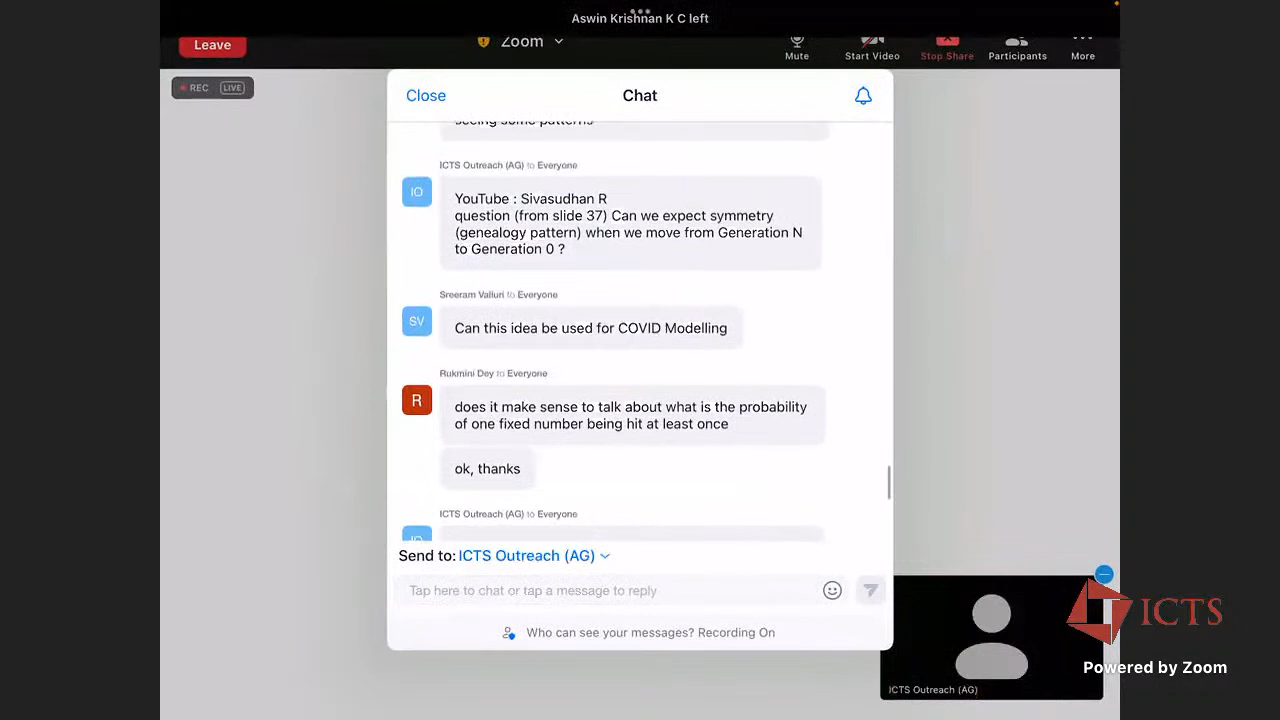 Aswin Krishnan K C left
Leave
Zoom
Mute
Start Video
Stop Share
Participants
More
REC LIVE
Close
Chat
seeing some patterns
ICTS Outreach (AG) to Everyone
IO
YouTube : Sivasudhan R
question (from slide 37) Can we expect symmetry
(genealogy pattern) when we move from Generation N
to Generation 0 ?
Sreeram Valluri to Everyone
SV
Can this idea be used for COVID Modelling
Rukmini Dey to Everyone
R
does it make sense to talk about what is the probability
of one fixed number being hit at least once
ok, thanks
ICTS Outreach (AG) to Everyone
IO
Send to: ICTS Outreach (AG)
Tap here to chat or tap a message to reply
Who can see your messages? Recording On
ICTS
Powered by Zoom
ICTS Outreach (AG)